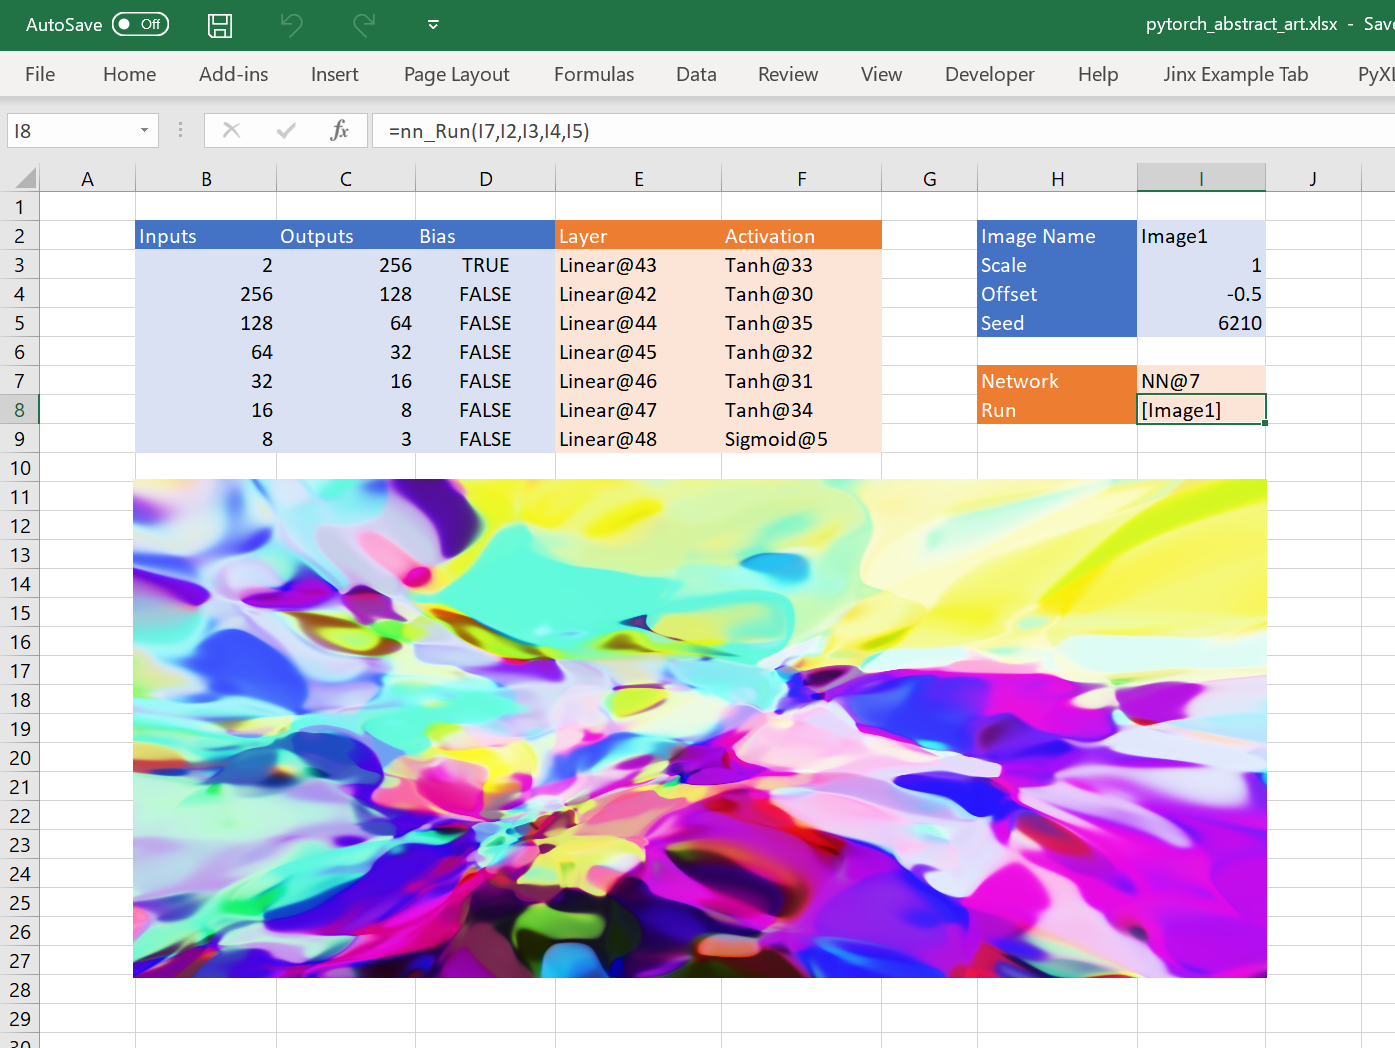 AutoSave Off pytorch_abstract_art.xlsx - Save
File Home Add-ins Insert Page Layout Formulas Data Review View Developer Help Jinx Example Tab PyXL
I8 fx =nn_Run(I7,I2,I3,I4,I5)
A B C D E F G H I J
1
2 Inputs Outputs Bias Layer Activation Image Name Image1
3 2 256 TRUE Linear@43 Tanh@33 Scale 1
4 256 128 FALSE Linear@42 Tanh@30 Offset -0.5
5 128 64 FALSE Linear@44 Tanh@35 Seed 6210
6 64 32 FALSE Linear@45 Tanh@32
7 32 16 FALSE Linear@46 Tanh@31 Network NN@7
8 16 8 FALSE Linear@47 Tanh@34 Run [Image1]
9 8 3 FALSE Linear@48 Sigmoid@5
10
11
12
13
14
15
16
17
18
19
20
21
22
23
24
25
26
27
28
29
30